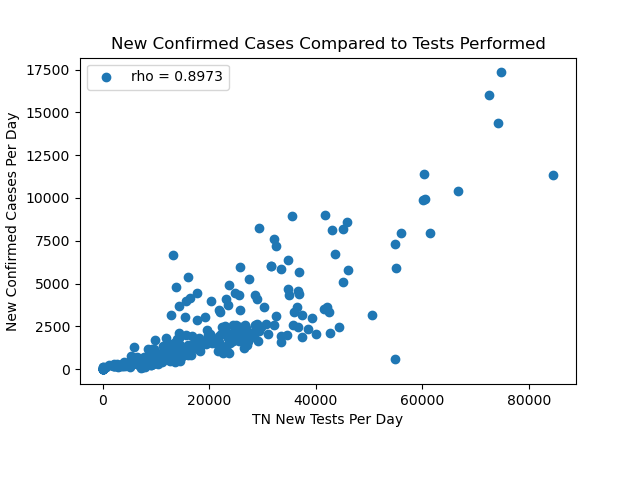 New Confirmed Cases Compared to Tests Performed
rho = 0.8973
New Confirmed Caeses Per Day
17500
15000
12500
10000
7500
5000
2500
0
0 20000 40000 60000 80000
TN New Tests Per Day